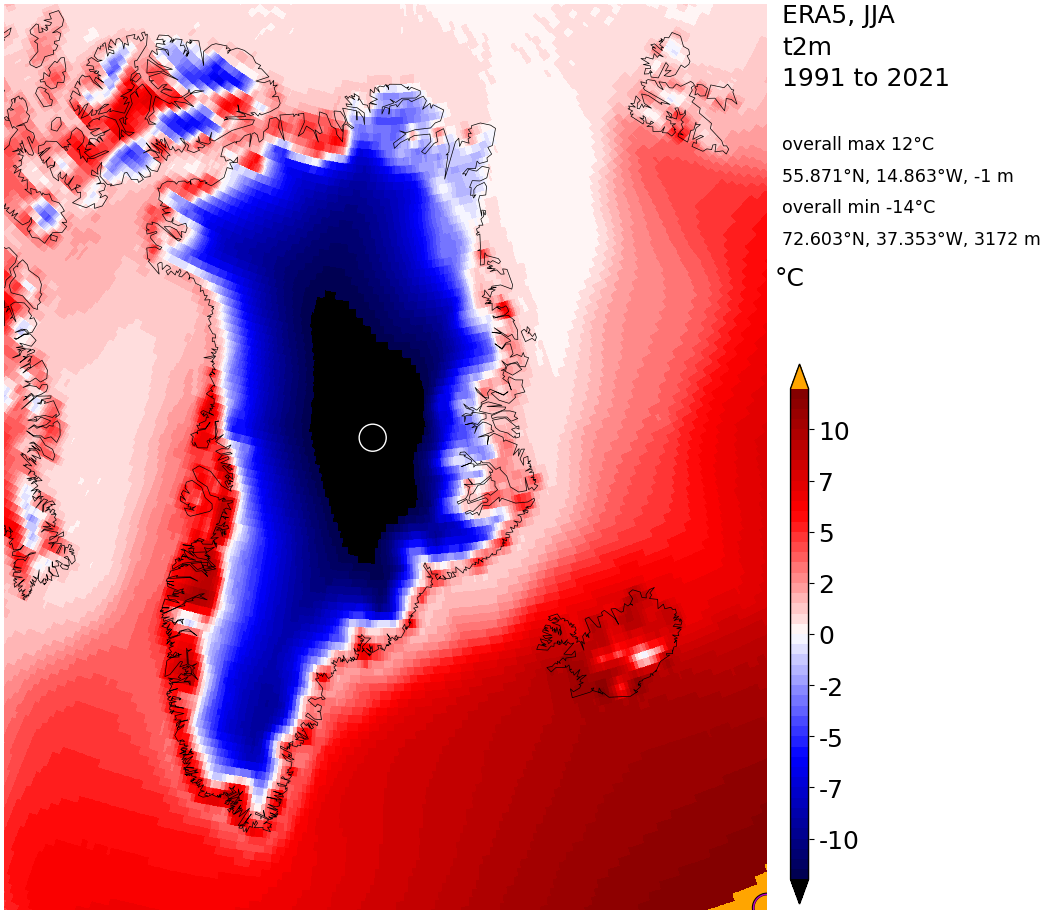 ERA5, JJA
t2m
1991 to 2021
overall max 12°C
55.871°N, 14.863°W, -1 m
overall min -14°C
72.603°N, 37.353°W, 3172 m
°C
10
7
5
2
0
-2
-5
-7
-10